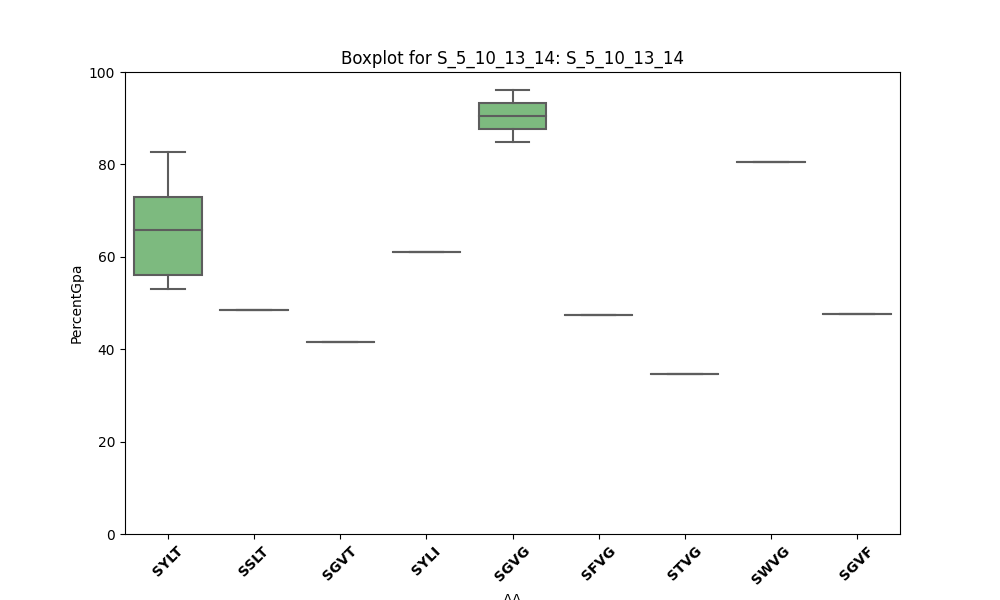 Boxplot for S_5_10_13_14: S_5_10_13_14
PercentGpa
100
80
60
40
20
0
SYLT
SSLT
SGVT
SYLI
SGVG
SFVG
STVG
SWVG
SGVF
AA